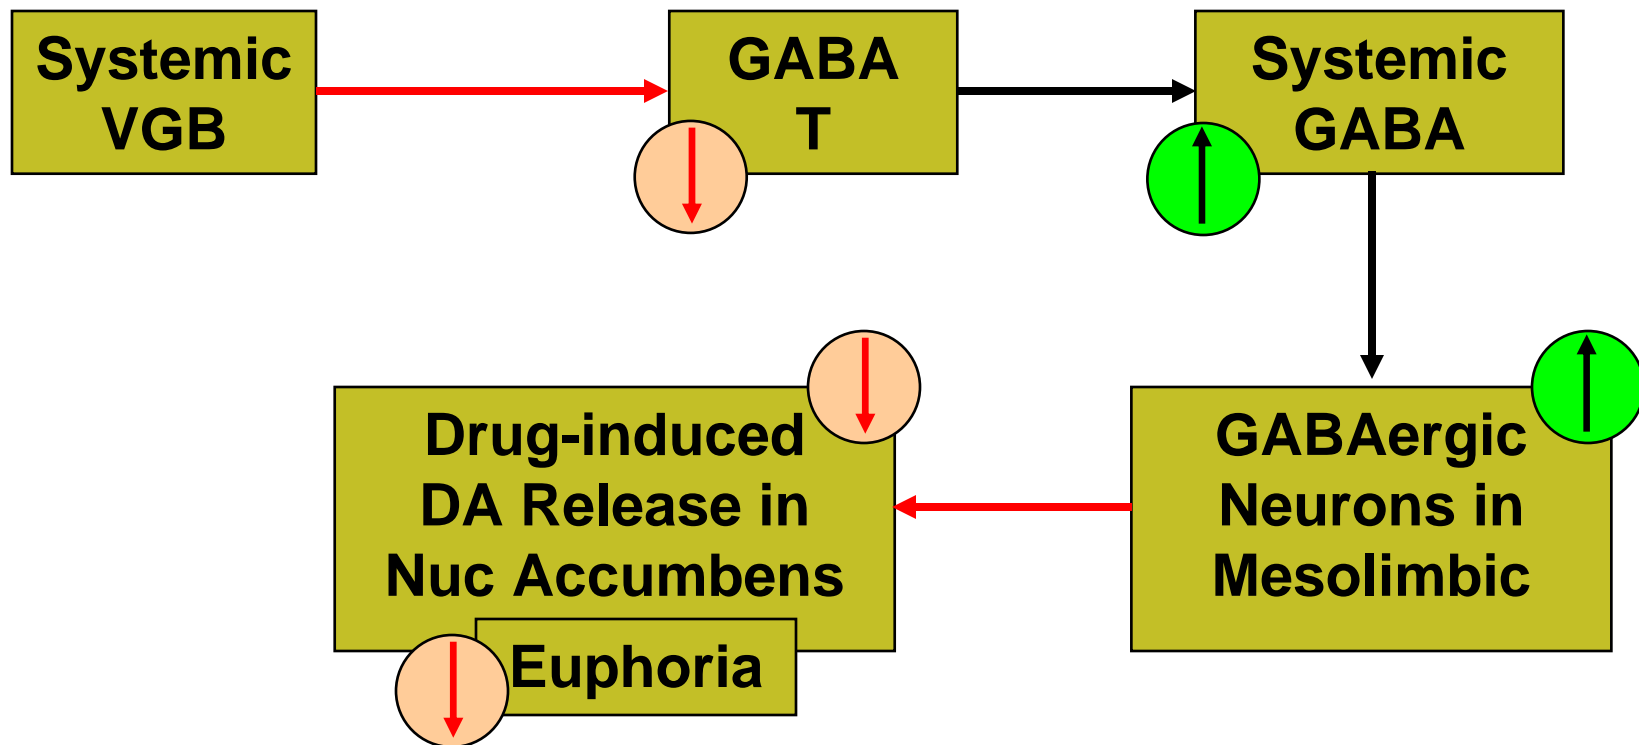 Systemic
VGB
GABA
T
Systemic
GABA
Drug-induced
DA Release in
Nuc Accumbens
Euphoria
GABAergic
Neurons in
Mesolimbic